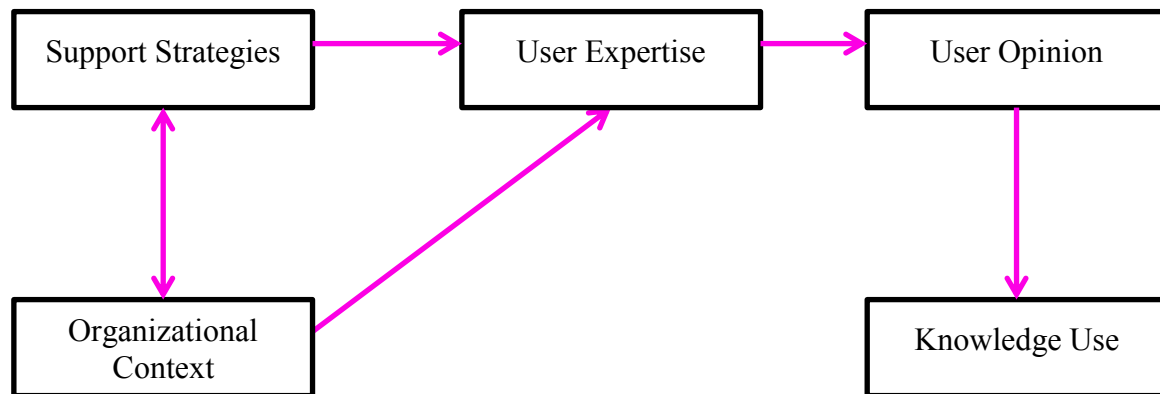 Support Strategies
User Expertise
User Opinion
Organizational
Context
Knowledge Use